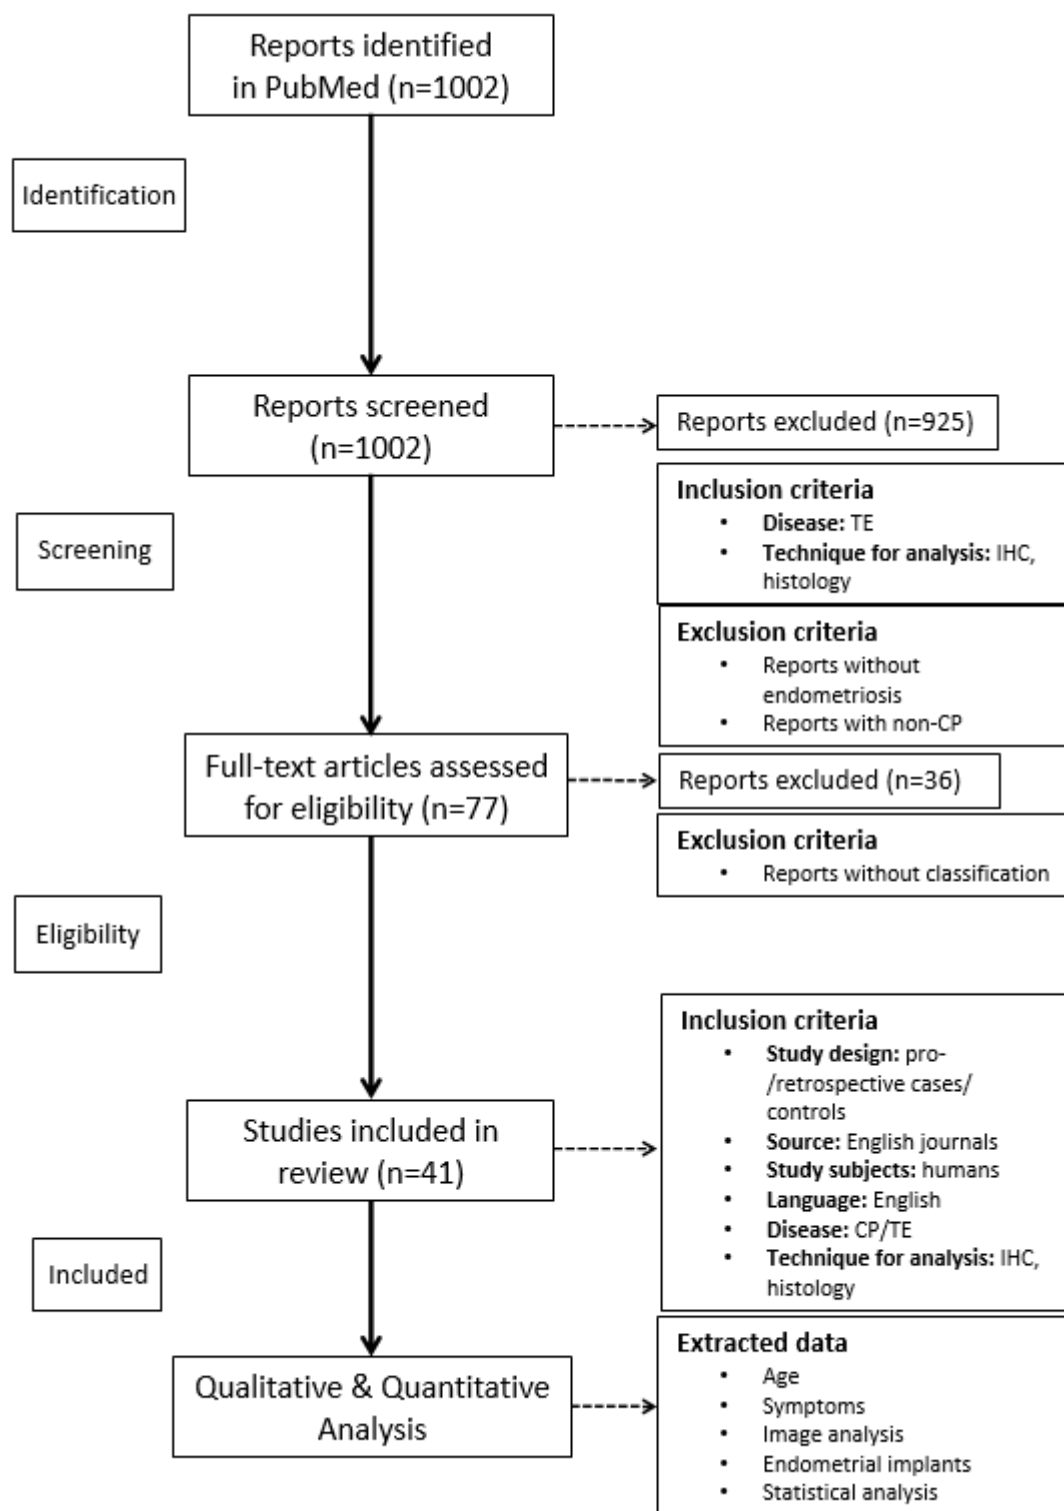 Reports identified
in PubMed (n=1002)
Identification
Reports screened
(n=1002)
Reports excluded (n=925)
Inclusion criteria
• Disease: TE
• Technique for analysis: IHC,
histology
Screening
Exclusion criteria
• Reports without
endometriosis
• Reports with non-CP
Full-text articles assessed
for eligibility (n=77)
Reports excluded (n=36)
Exclusion criteria
• Reports without classification
Eligibility
Inclusion criteria
• Study design: pro-
/retrospective cases/
controls
• Source: English journals
• Study subjects: humans
• Language: English
• Disease: CP/TE
• Technique for analysis: IHC,
histology
Studies included in
review (n=41)
Included
Qualitative & Quantitative
Analysis
Extracted data
• Age
• Symptoms
• Image analysis
• Endometrial implants
• Statistical analysis